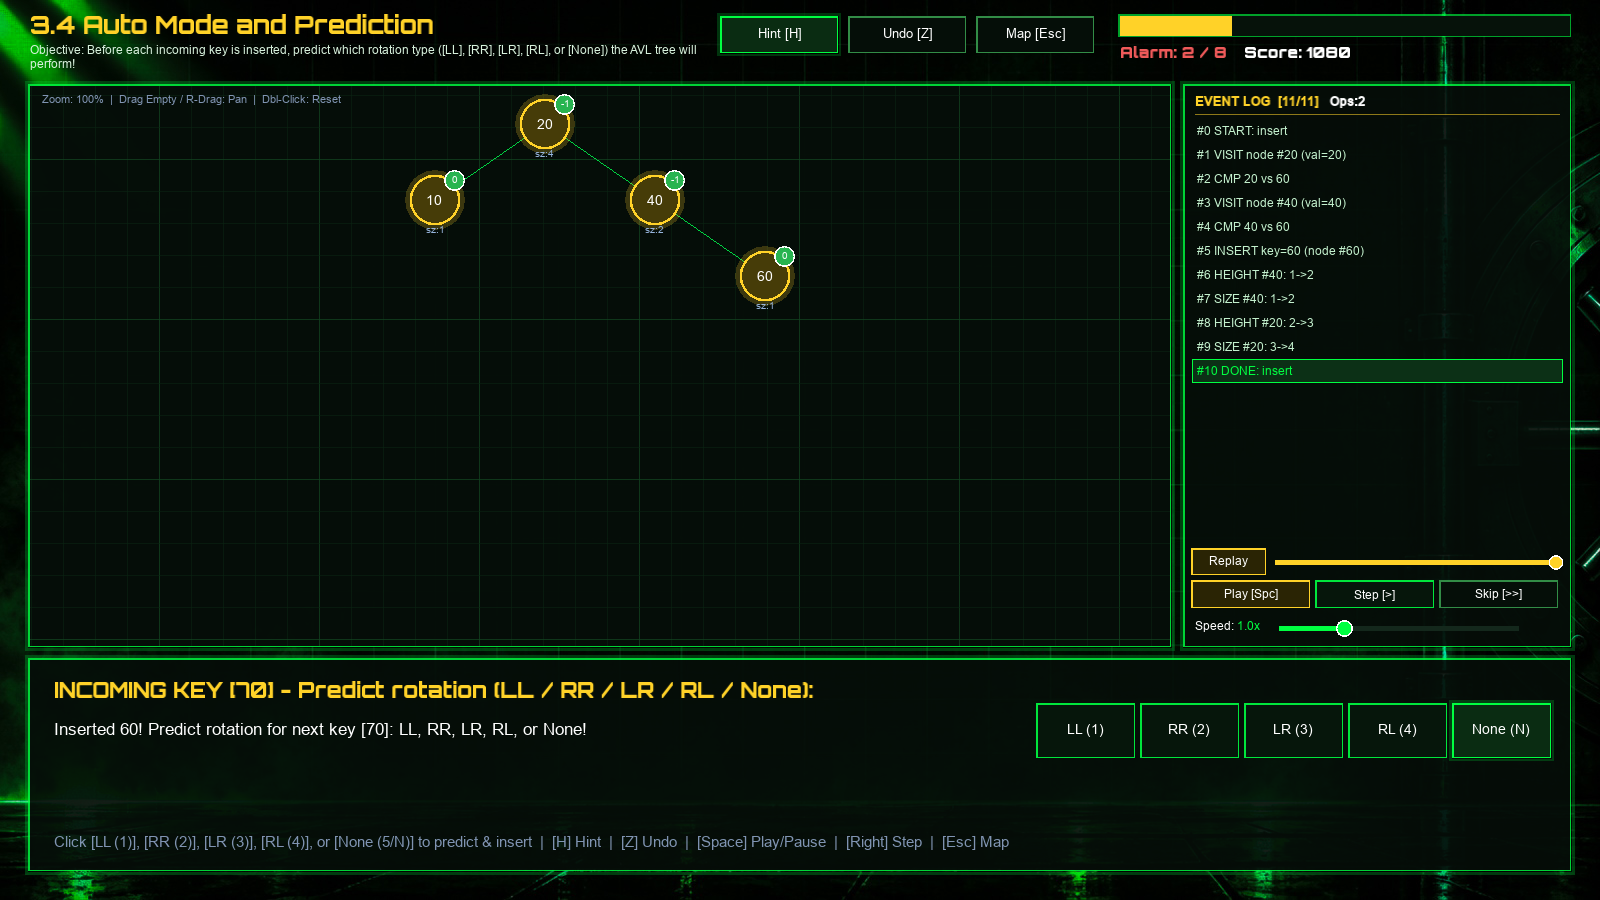 3.4 Auto Mode and Prediction
Objective: Before each incoming key is inserted, predict which rotation type ([LL], [RR], [LR], [RL], or [None]) the AVL tree will
perform!
Hint [H]
Undo [Z]
Map [Esc]
Alarm: 2 / 8 Score: 1080
Zoom: 100% | Drag Empty / R-Drag: Pan | Dbl-Click: Reset
-1
20
sz:4
0
10
sz:1
-1
40
sz:2
0
60
sz:1
EVENT LOG [11/11] Ops:2
#0 START: insert
#1 VISIT node #20 (val=20)
#2 CMP 20 vs 60
#3 VISIT node #40 (val=40)
#4 CMP 40 vs 60
#5 INSERT key=60 (node #60)
#6 HEIGHT #40: 1->2
#7 SIZE #40: 1->2
#8 HEIGHT #20: 2->3
#9 SIZE #20: 3->4
#10 DONE: insert
Replay
Play [Spc]
Step [>]
Skip [>>]
Speed: 1.0x
INCOMING KEY [70] - Predict rotation (LL / RR / LR / RL / None):
Inserted 60! Predict rotation for next key [70]: LL, RR, LR, RL, or None!
LL (1)
RR (2)
LR (3)
RL (4)
None (N)
Click [LL (1)], [RR (2)], [LR (3)], [RL (4)], or [None (5/N)] to predict & insert | [H] Hint | [Z] Undo | [Space] Play/Pause | [Right] Step | [Esc] Map